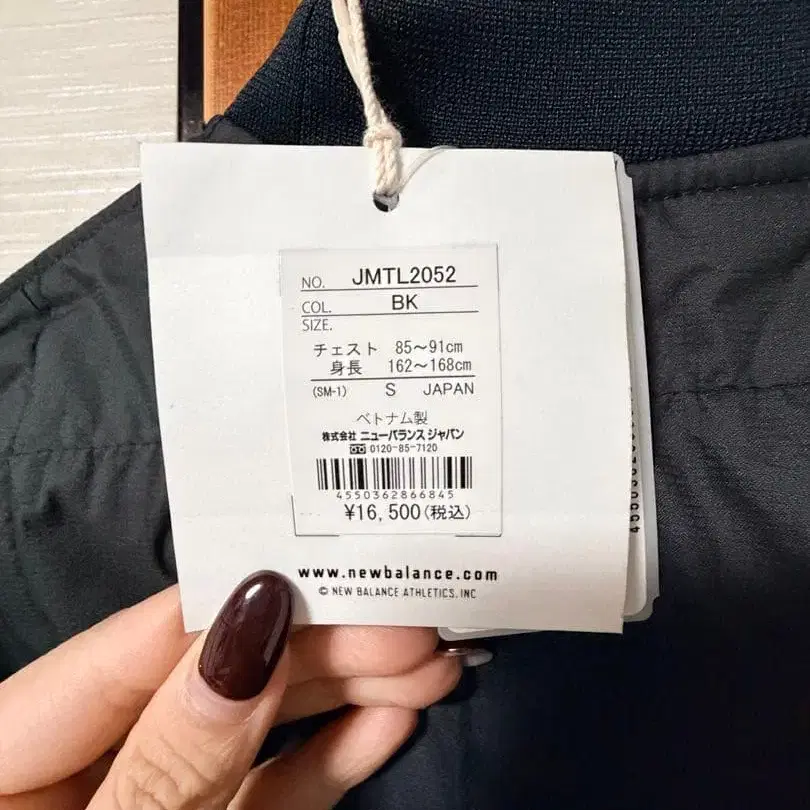 NO. JMTL2052
COL. BK
SIZE.
チェスト 85～91cm
身長 162～168cm
(SM-1) S JAPAN
ベトナム製
株式会社 ニューバランス ジャパン
0120-85-7120
4550362866845
¥16,500(税込)
www.newbalance.com
© NEW BALANCE ATHLETICS, INC